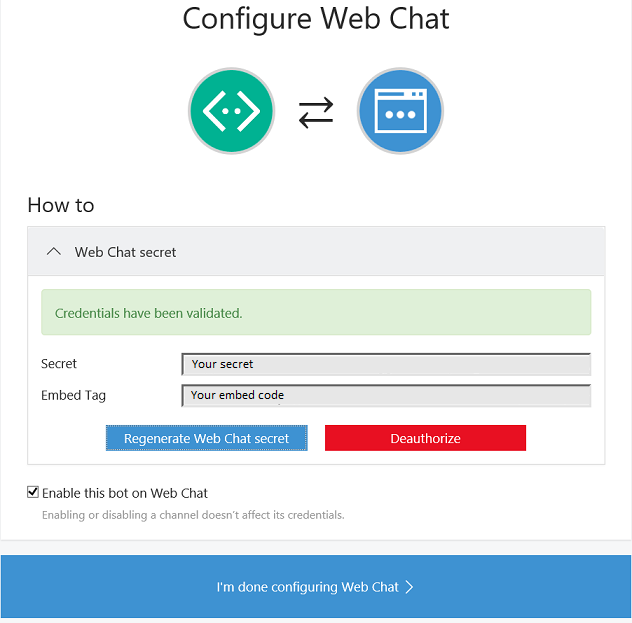 Configure Web Chat
How to
Web Chat secret
Credentials have been validated.
Secret
Your secret
Embed Tag
Your embed code
Regenerate Web Chat secret
Deauthorize
Enable this bot on Web Chat
Enabling or disabling a channel doesn't affect its credentials.
I'm done configuring Web Chat